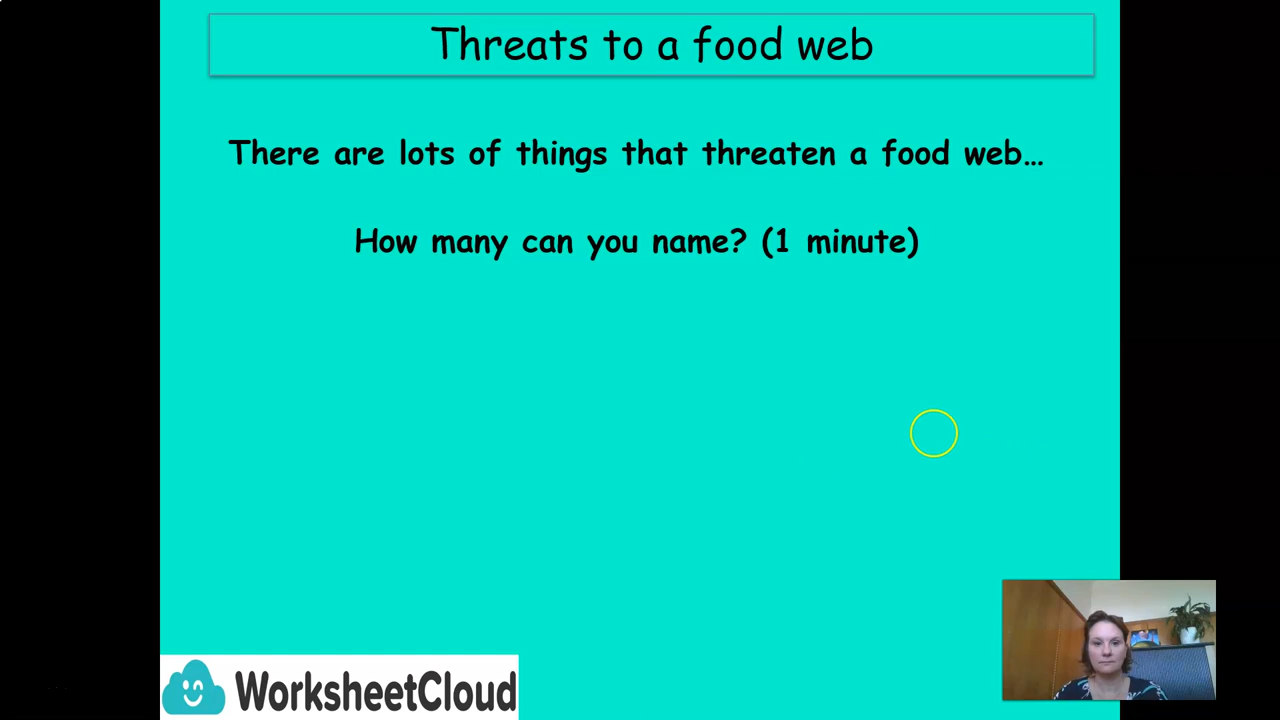 Threats to a food web
There are lots of things that threaten a food web…
How many can you name? (1 minute)
WorksheetCloud